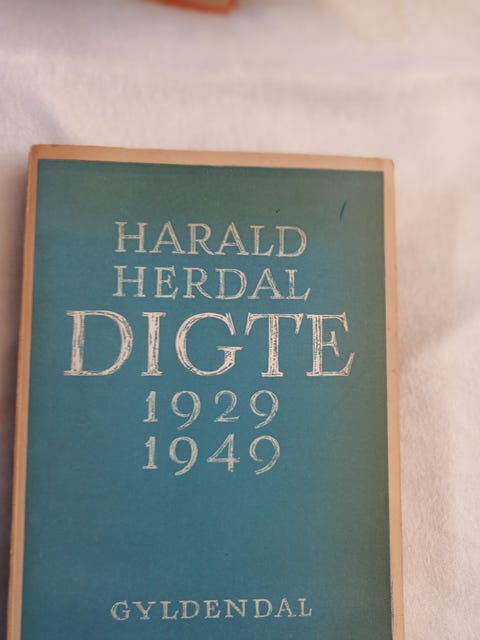 HARALD
HERDAL
DIGTE
1929
1949
GYLDENDAL